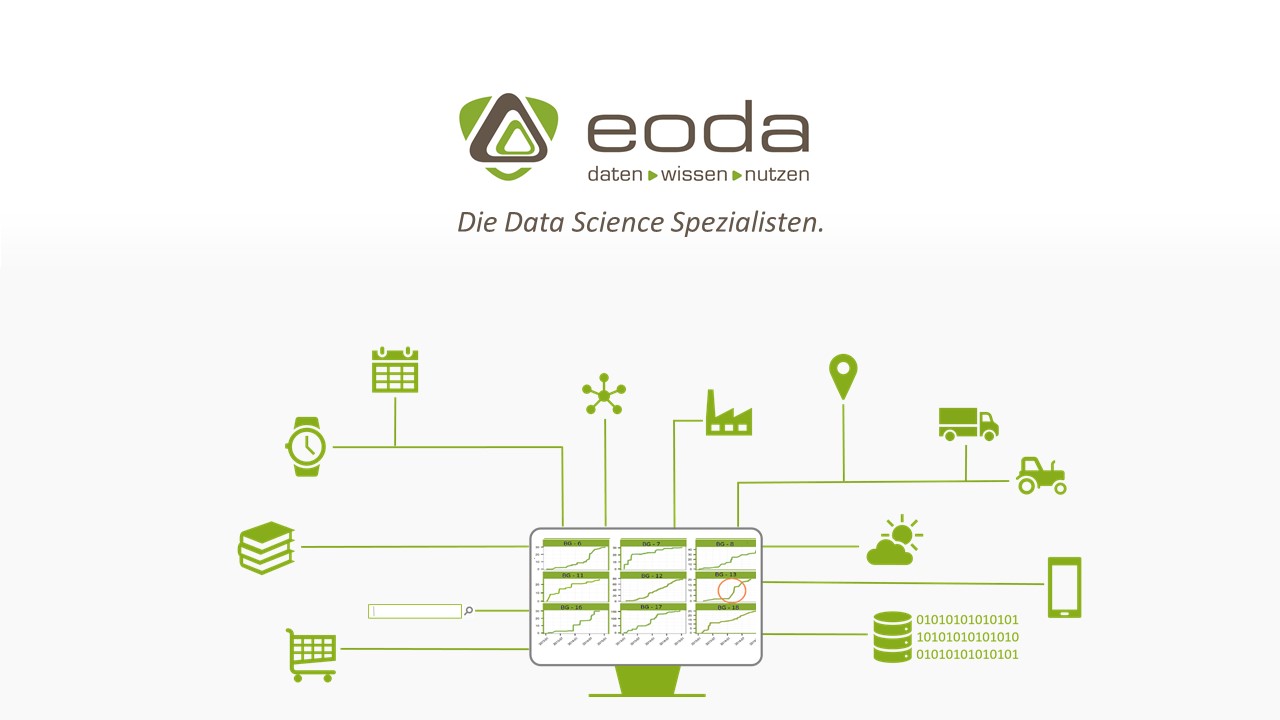 eoda
daten wissen nutzen
Die Data Science Spezialisten.
BG - 6 BG - 7 BG - 8
BG - 11 BG - 12 BG - 13
BG - 16 BG - 17 BG - 18
01010101010101
10101010101010
01010101010101